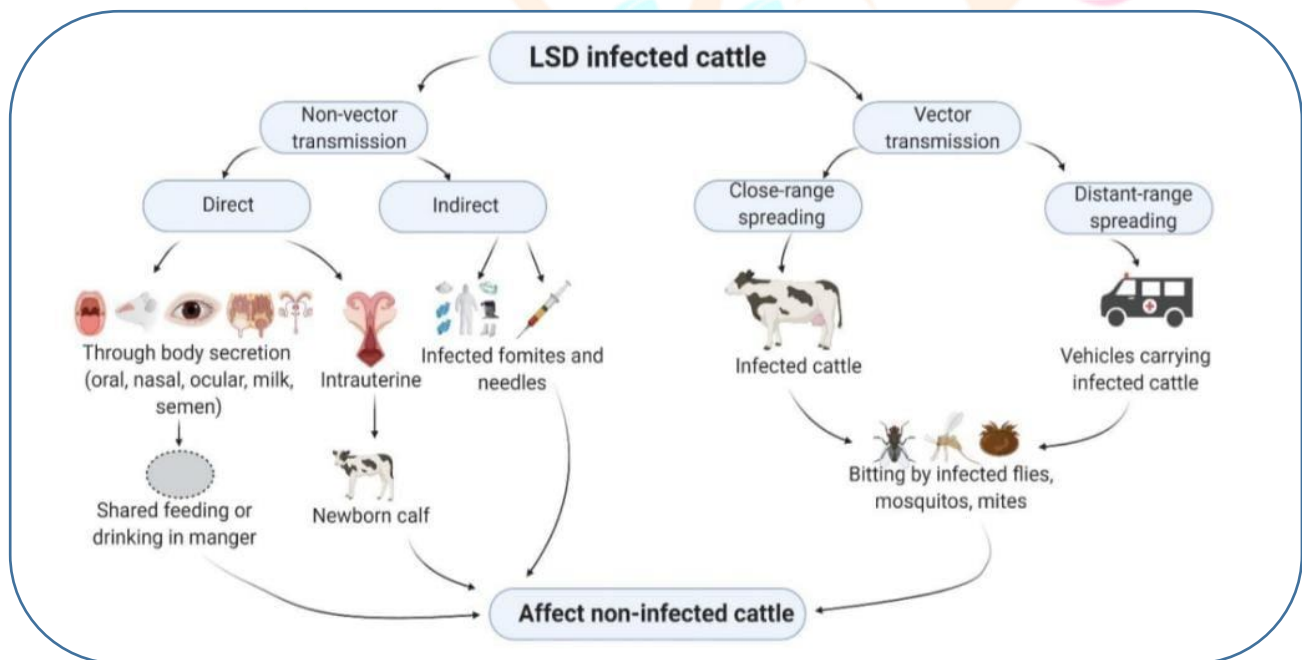 LSD infected cattle
Non-vector
transmission
Vector
transmission
Direct
Indirect
Close-range
spreading
Distant-range
spreading
Through body secretion
(oral, nasal, ocular, milk,
semen)
Intrauterine
Infected fomites and
needles
Infected cattle
Vehicles carrying
infected cattle
Shared feeding or
drinking in manger
Newborn calf
Bitting by infected flies,
mosquitos, mites
Affect non-infected cattle